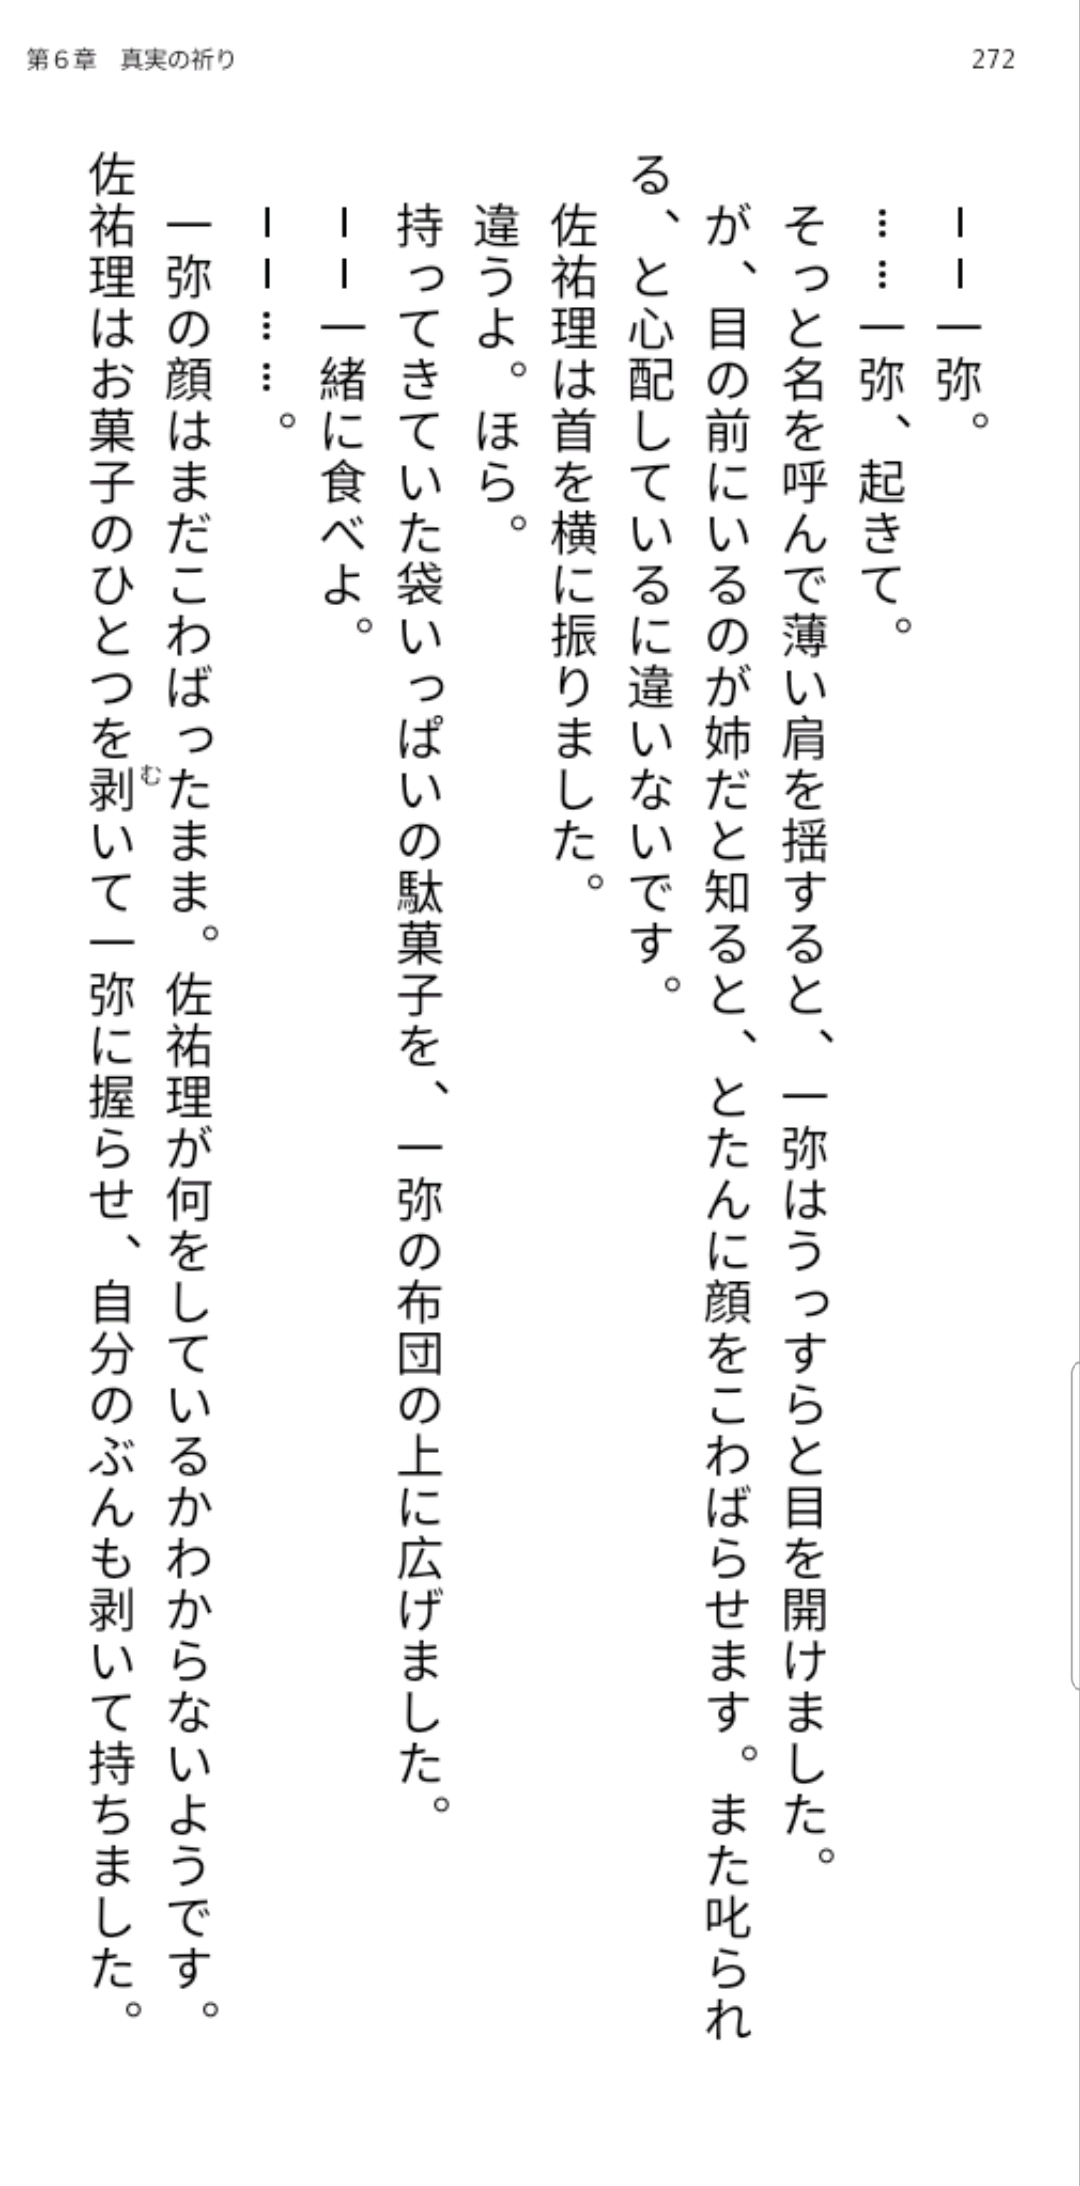 第６章　真実の祈り
272
――一弥。
……一弥、起きて。
そっと名を呼んで薄い肩を揺すると、一弥はうっすらと目を開けました。
が、目の前にいるのが姉だと知ると、とたんに顔をこわばらせます。また叱られ
る、と心配しているに違いないです。
佐祐理は首を横に振りました。
違うよ。ほら。
持ってきていた袋いっぱいの駄菓子を、一弥の布団の上に広げました。
――一緒に食べよ。
――……。
一弥の顔はまだこわばったまま。佐祐理が何をしているかわからないようです。
む
佐祐理はお菓子のひとつを剥いて一弥に握らせ、自分のぶんも剥いて持ちました。